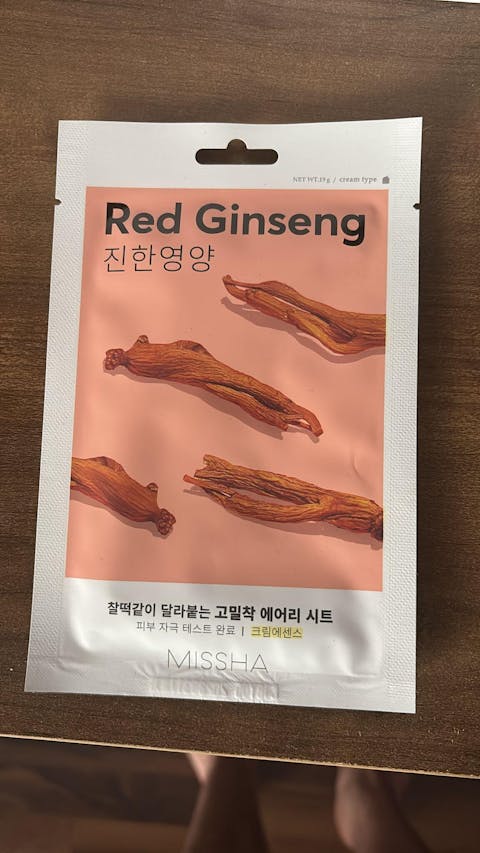 NET WT.19g / cream type
Red Ginseng
진한영양
찰떡같이 달라붙는 고밀착 에어리 시트
피부 자극 테스트 완료 | 크림에센스
MISSHA